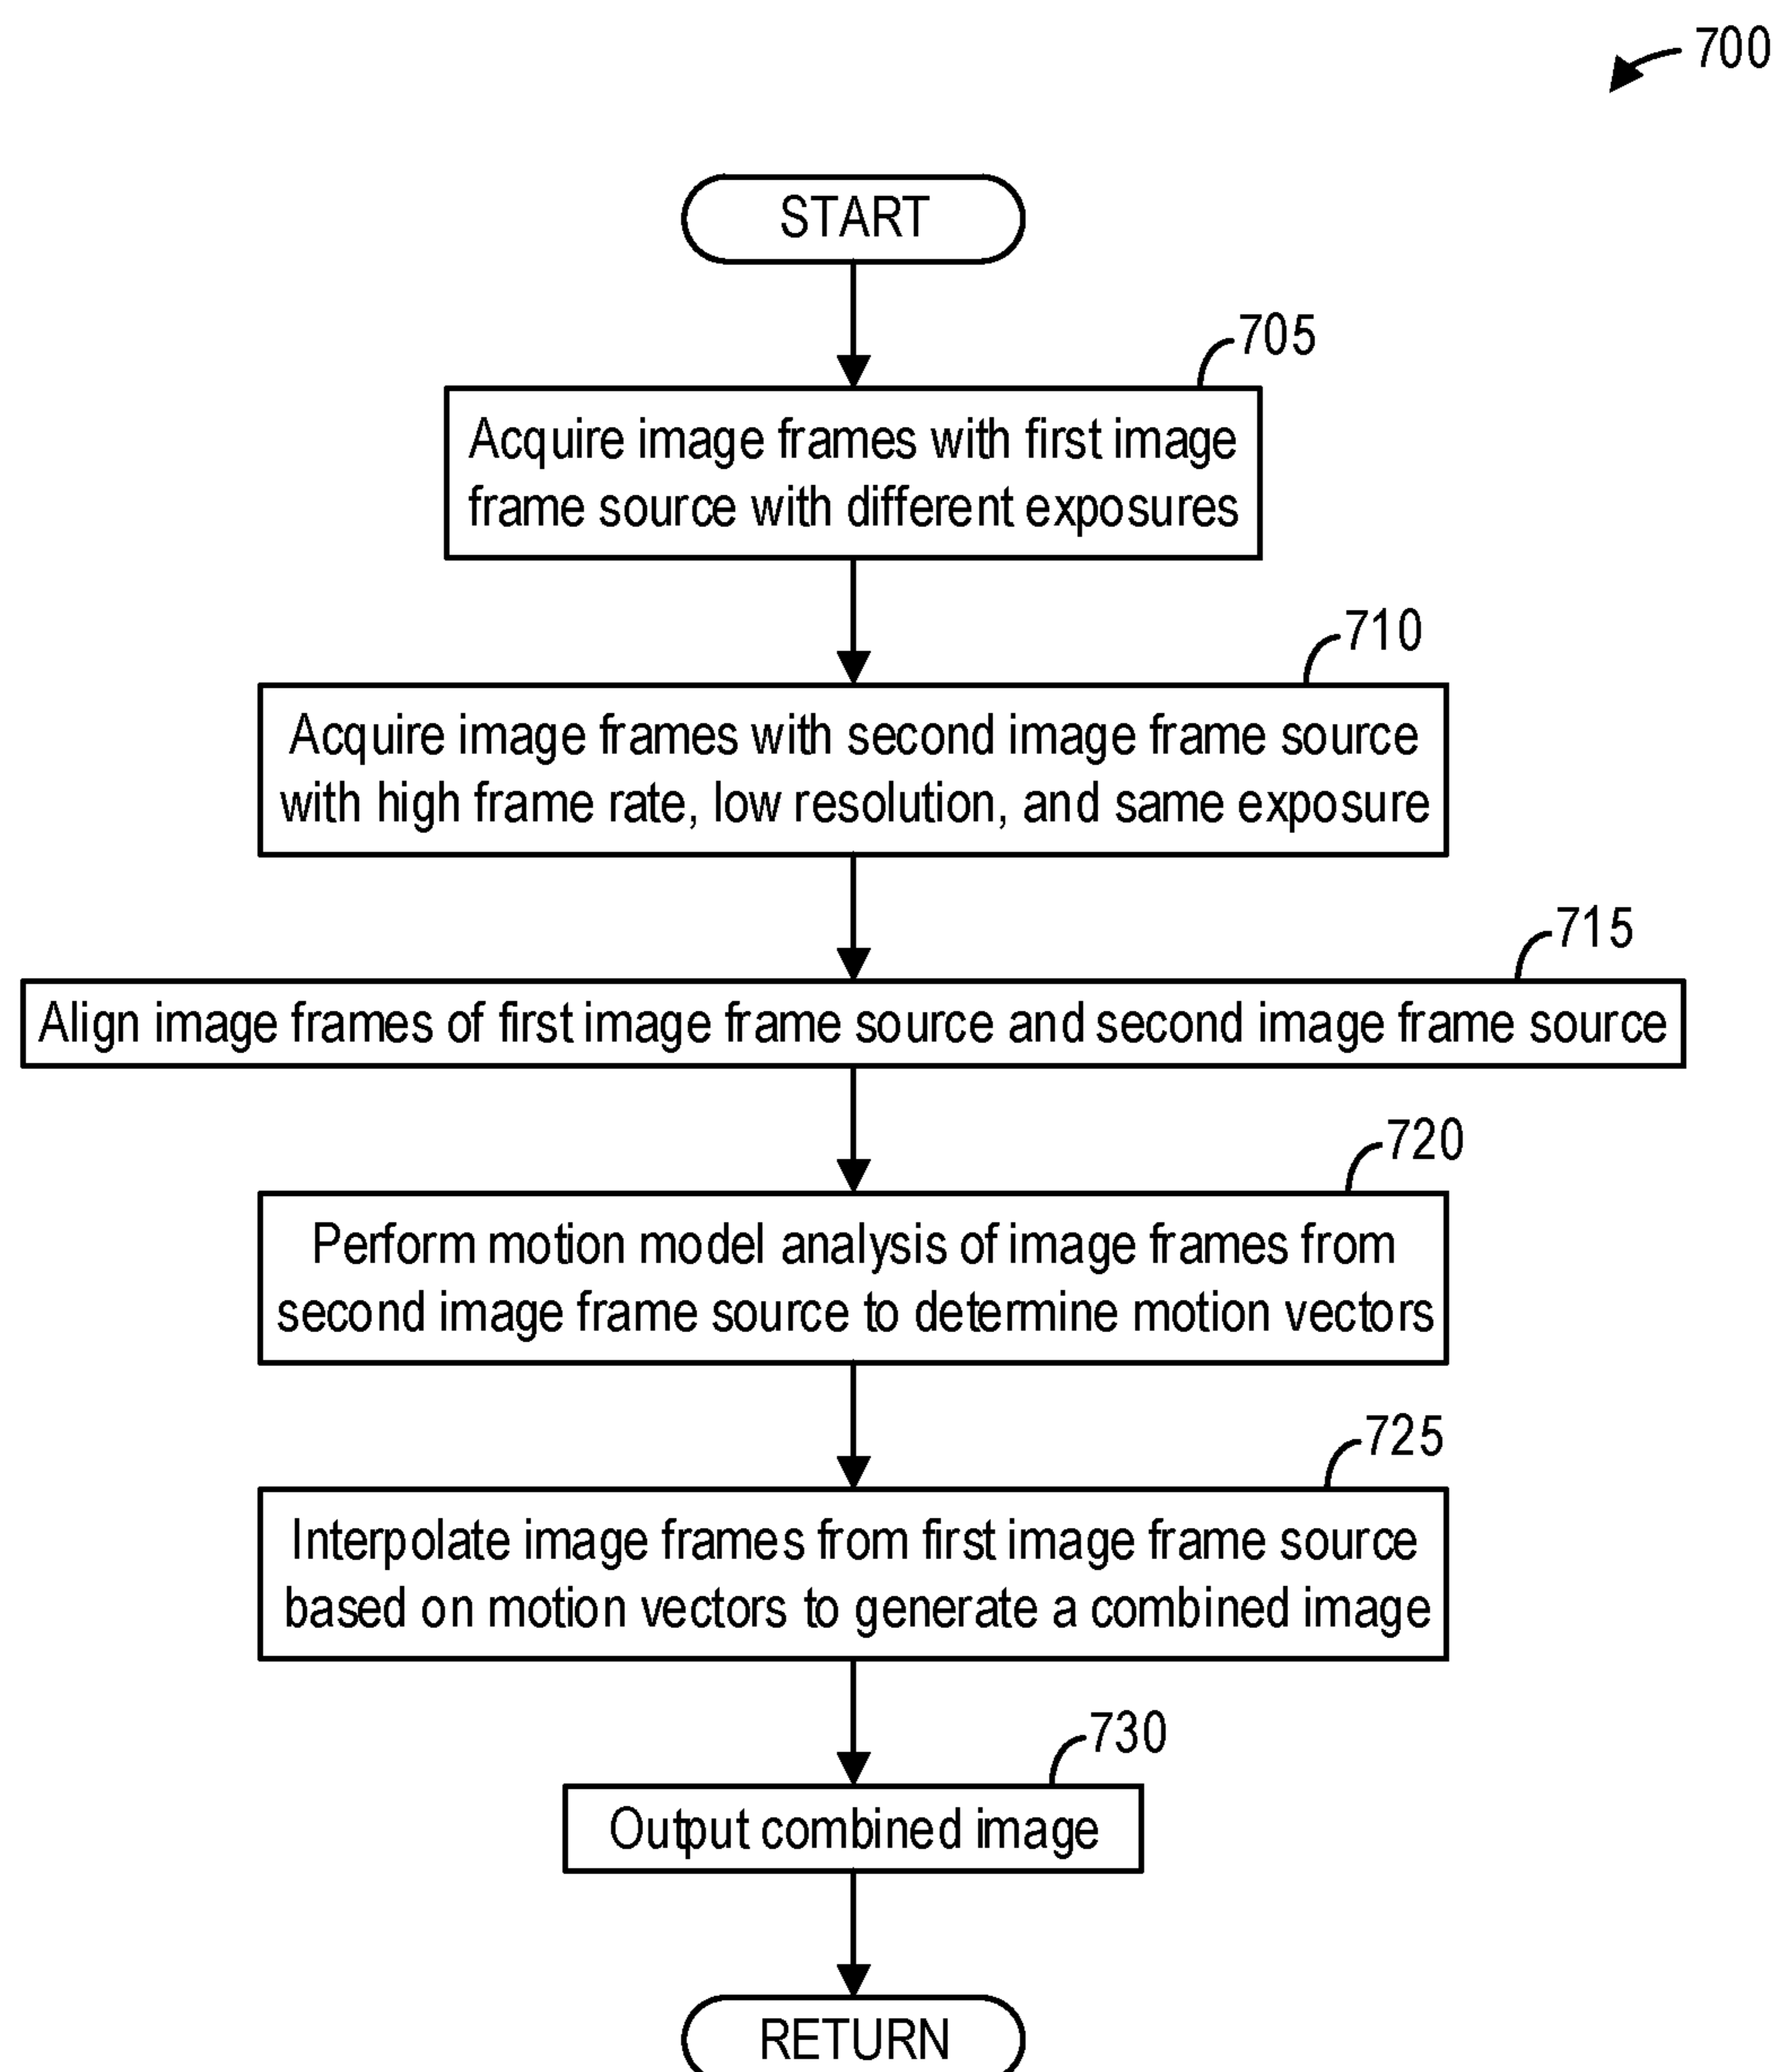 700
START
705
Acquire image frames with first image
frame source with different exposures
710
Acquire image frames with second image frame source
with high frame rate, low resolution, and same exposure
715
Align image frames of first image frame source and second image frame source
720
Perform motion model analysis of image frames from
second image frame source to determine motion vectors
725
Interpolate image frames from first image frame source
based on motion vectors to generate a combined image
730
Output combined image
RETURN